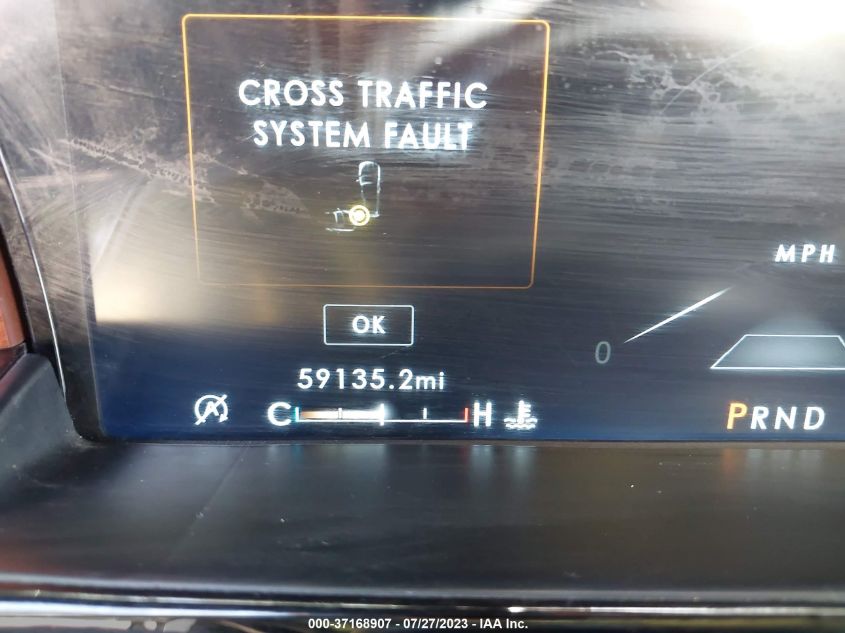 CROSS TRAFFIC
SYSTEM FAULT
MPH
OK
0
59135.2mi
A
C H
PRND
000-37168907 - 07/27/2023 - IAA Inc.